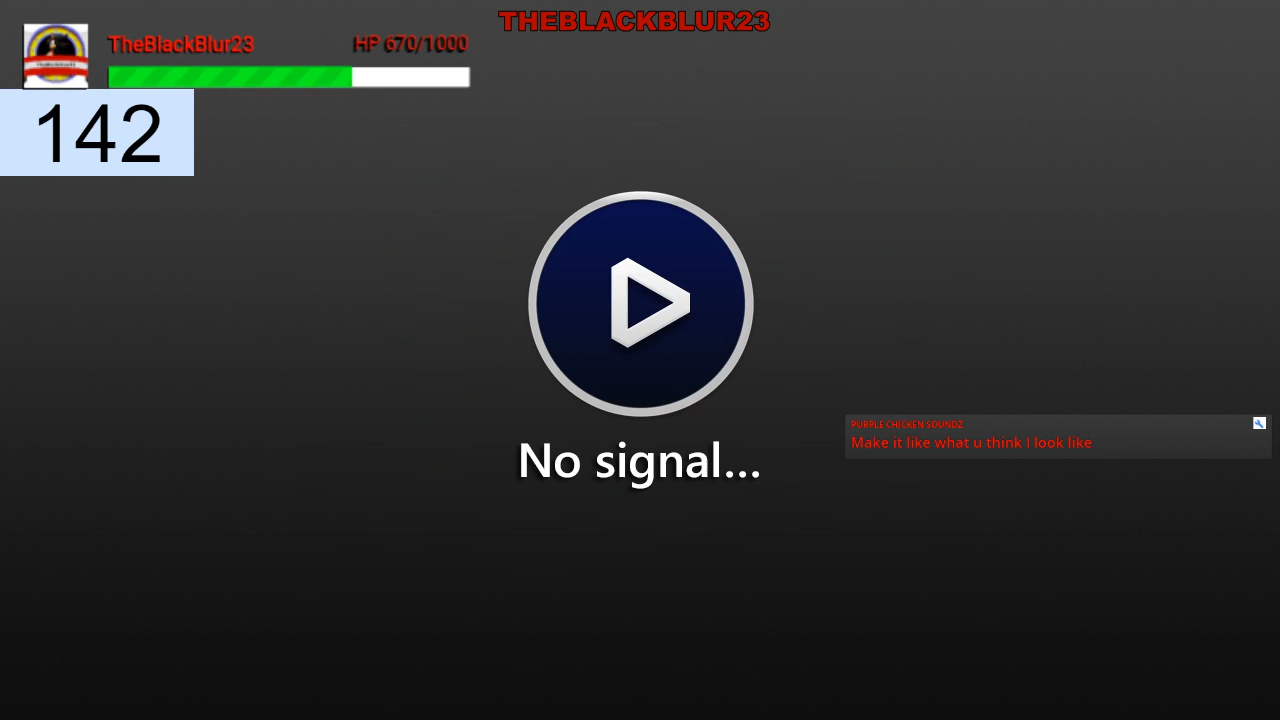 THEBLACKBLUR23
TheBlackBlur23 HP 670/1000
142
No signal...
PURPLE CHICKEN SOUNDZ
Make it like what u think I look like